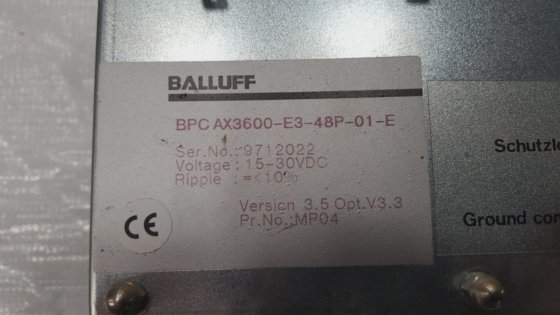 BALLUFF
BPC AX3600-E3-48P-01-E
Ser.No.: 9712022
Voltage : 15-30VDC
Ripple : =<10%
Version 3.5 Opt.V3.3
Pr.No.:MP04
CE
Schutzle
Ground con